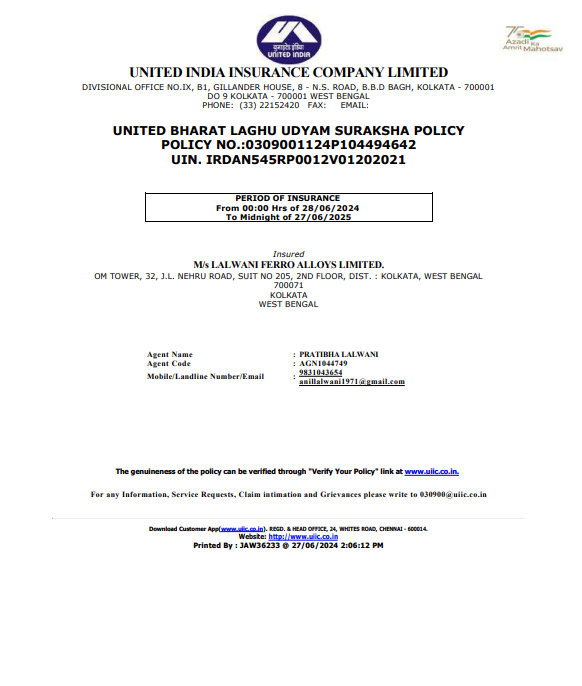 यूनाइटेड इंडिया
UNITED INDIA
75
Azadi Ka
Amrit Mahotsav
UNITED INDIA INSURANCE COMPANY LIMITED
DIVISIONAL OFFICE NO.IX, B1, GILLANDER HOUSE, 8 - N.S. ROAD, B.B.D BAGH, KOLKATA - 700001
DO 9 KOLKATA - 700001 WEST BENGAL
PHONE: (33) 22152420 FAX: EMAIL:
UNITED BHARAT LAGHU UDYAM SURAKSHA POLICY
POLICY NO.:0309001124P104494642
UIN. IRDAN545RP0012V01202021
PERIOD OF INSURANCE
From 00:00 Hrs of 28/06/2024
To Midnight of 27/06/2025
Insured
M/s LALWANI FERRO ALLOYS LIMITED.
OM TOWER, 32, J.L. NEHRU ROAD, SUIT NO 205, 2ND FLOOR, DIST. : KOLKATA, WEST BENGAL
700071
KOLKATA
WEST BENGAL
Agent Name : PRATIBHA LALWANI
Agent Code : AGN1044749
Mobile/Landline Number/Email : 9831043654
anillalwani1971@gmail.com
The genuineness of the policy can be verified through "Verify Your Policy" link at www.uiic.co.in.
For any Information, Service Requests, Claim intimation and Grievances please write to 030900@uiic.co.in
Download Customer App(www.uiic.co.in). REGD. & HEAD OFFICE, 24, WHITES ROAD, CHENNAI - 600014.
Website: http://www.uiic.co.in
Printed By : JAW36233 @ 27/06/2024 2:06:12 PM